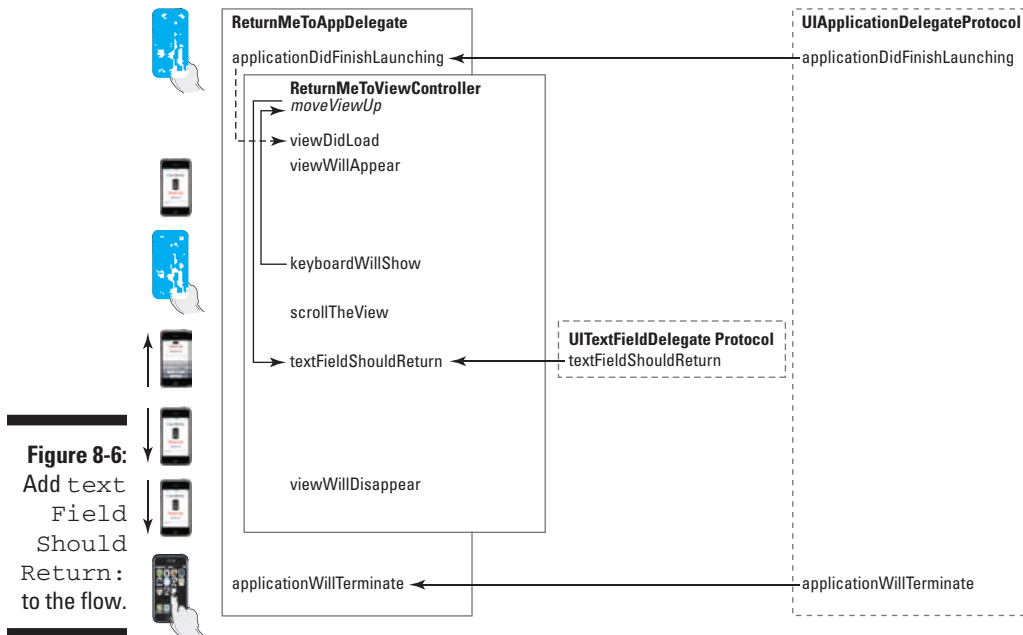 ReturnMeToAppDelegate
UIApplicationDelegateProtocol
applicationDidFinishLaunching
applicationDidFinishLaunching
ReturnMeToViewController
moveViewUp
viewDidLoad
viewWillAppear
keyboardWillShow
scrollTheView
UITextFieldDelegate Protocol
textFieldShouldReturn
textFieldShouldReturn
viewWillDisappear
applicationWillTerminate
applicationWillTerminate
Figure 8-6:
Add text
Field
Should
Return:
to the flow.